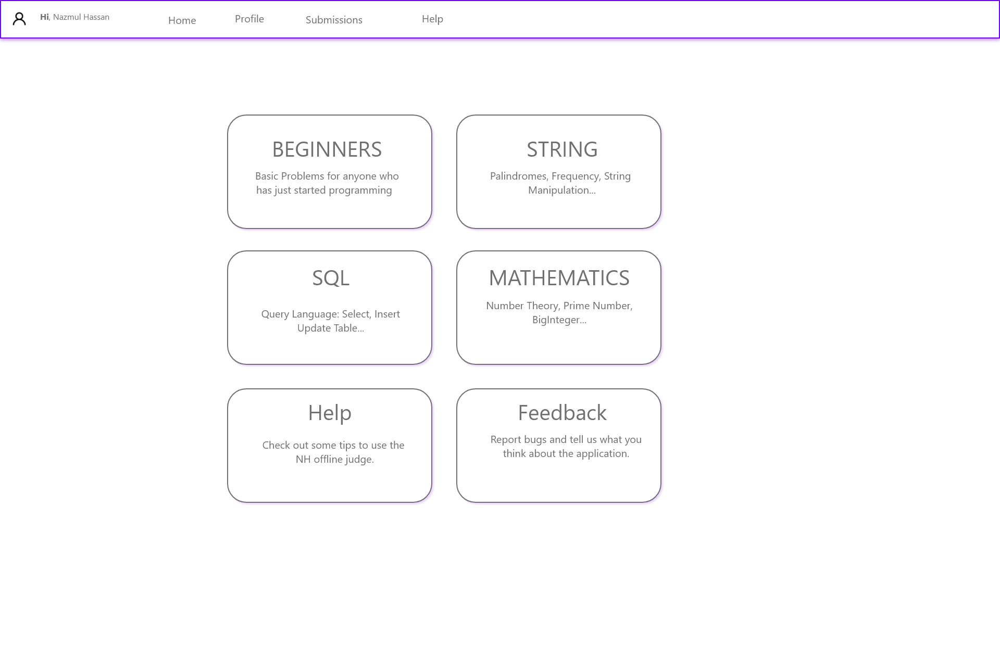 Hi, Nazmul Hassan
Home
Profile
Submissions
Help
BEGINNERS
Basic Problems for anyone who
has just started programming
STRING
Palindromes, Frequency, String
Manipulation...
SQL
Query Language: Select, Insert
Update Table...
MATHEMATICS
Number Theory, Prime Number,
BigInteger...
Help
Check out some tips to use the
NH offline judge.
Feedback
Report bugs and tell us what you
think about the application.